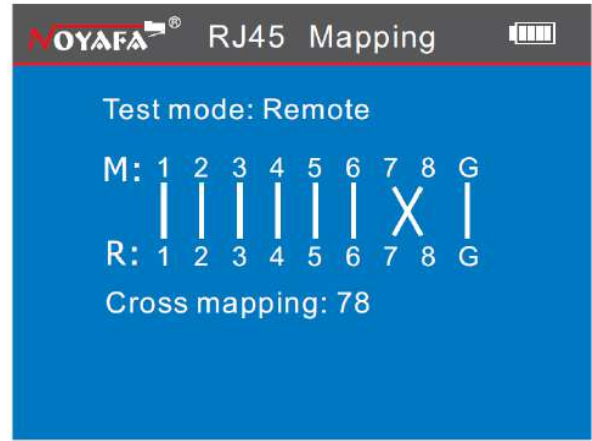 NOYAFA® RJ45 Mapping
Test mode: Remote
M: 1 2 3 4 5 6 7 8 G
R: 1 2 3 4 5 6 7 8 G
Cross mapping: 78